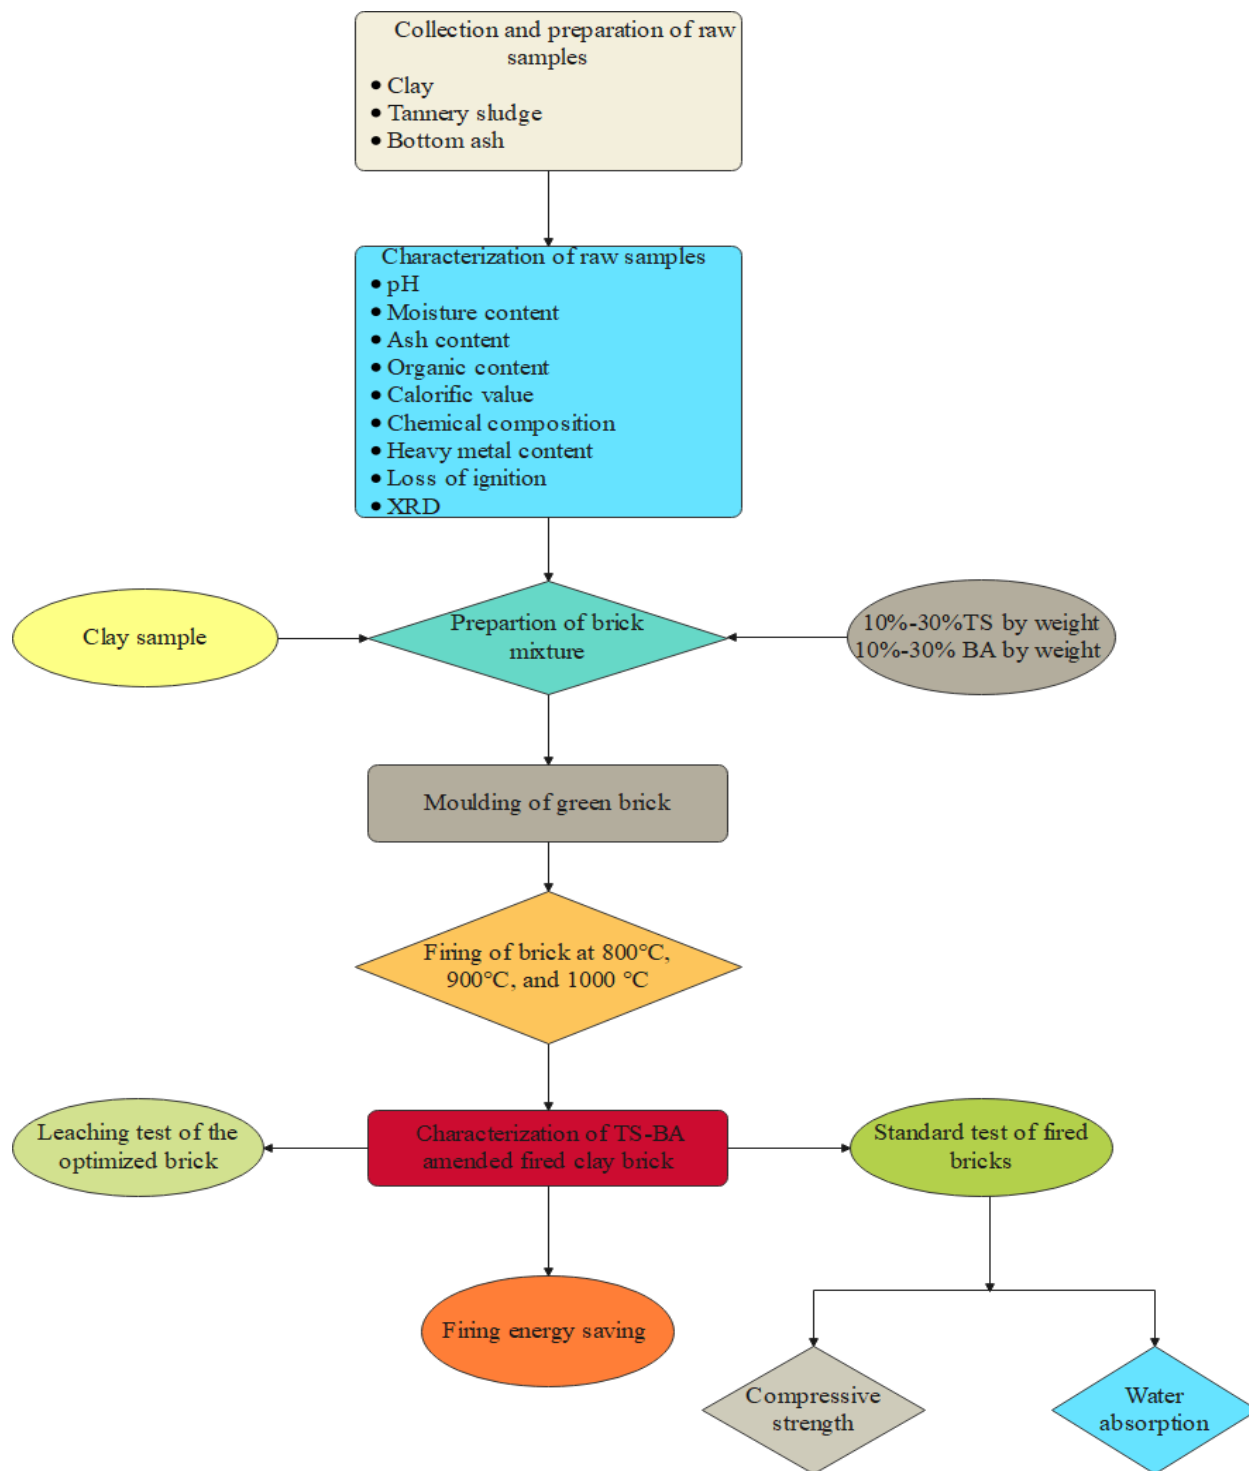 Collection and preparation of raw
samples
• Clay
• Tannery sludge
• Bottom ash
Characterization of raw samples
• pH
• Moisture content
• Ash content
• Organic content
• Calorific value
• Chemical composition
• Heavy metal content
• Loss of ignition
• XRD
Clay sample
Prepartion of brick
mixture
10%-30%TS by weight
10%-30% BA by weight
Moulding of green brick
Firing of brick at 800°C,
900°C, and 1000 °C
Leaching test of the
optimized brick
Characterization of TS-BA
amended fired clay brick
Standard test of fired
bricks
Firing energy saving
Compressive
strength
Water
absorption